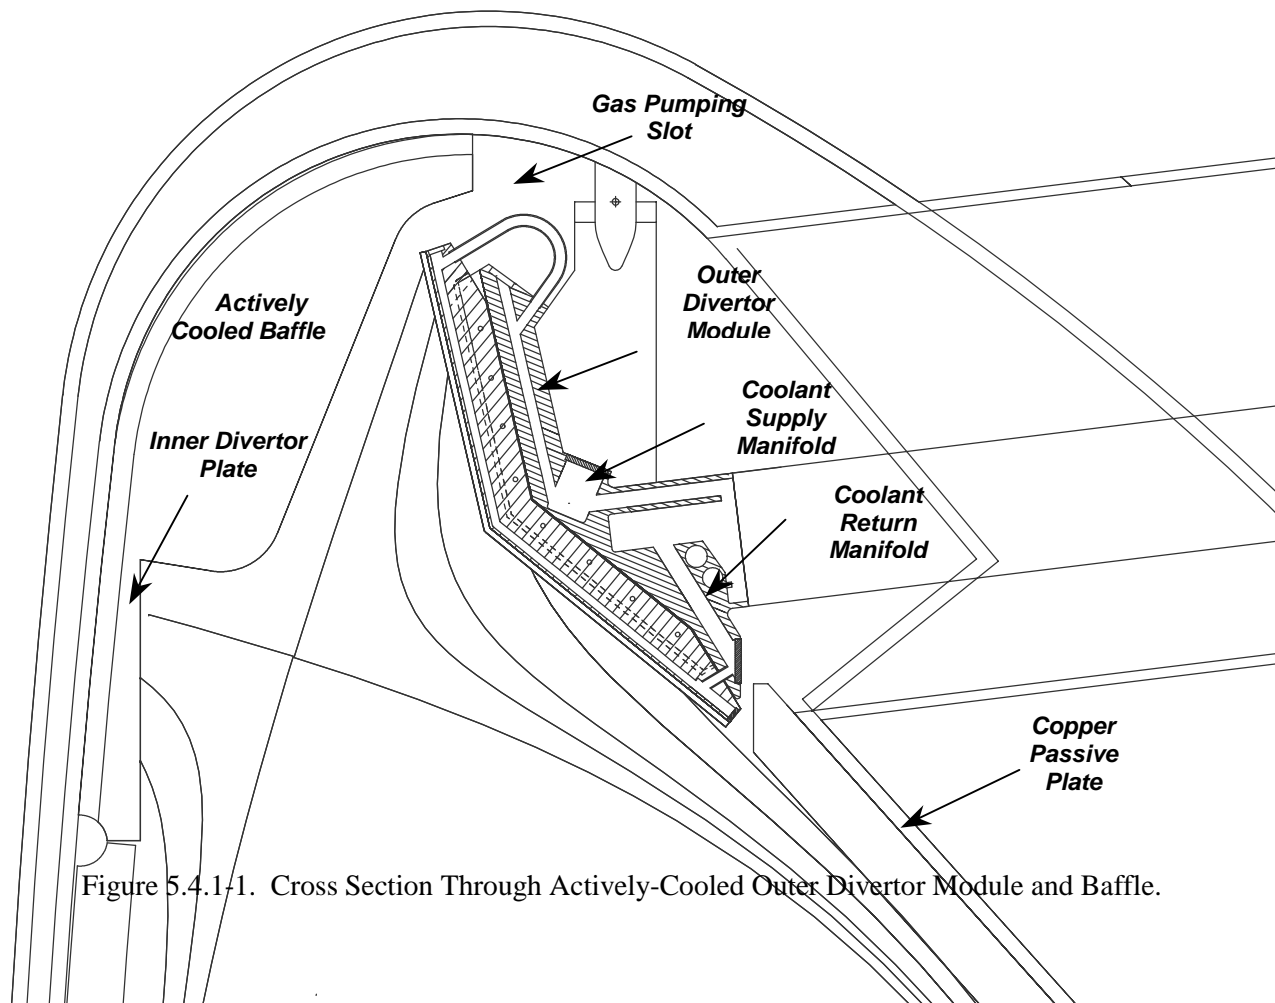 Gas Pumping
Slot
Outer
Divertor
Module
Actively
Cooled Baffle
Coolant
Supply
Manifold
Inner Divertor
Plate
Coolant
Return
Manifold
Copper
Passive
Plate
Figure 5.4.1-1. Cross Section Through Actively-Cooled Outer Divertor Module and Baffle.